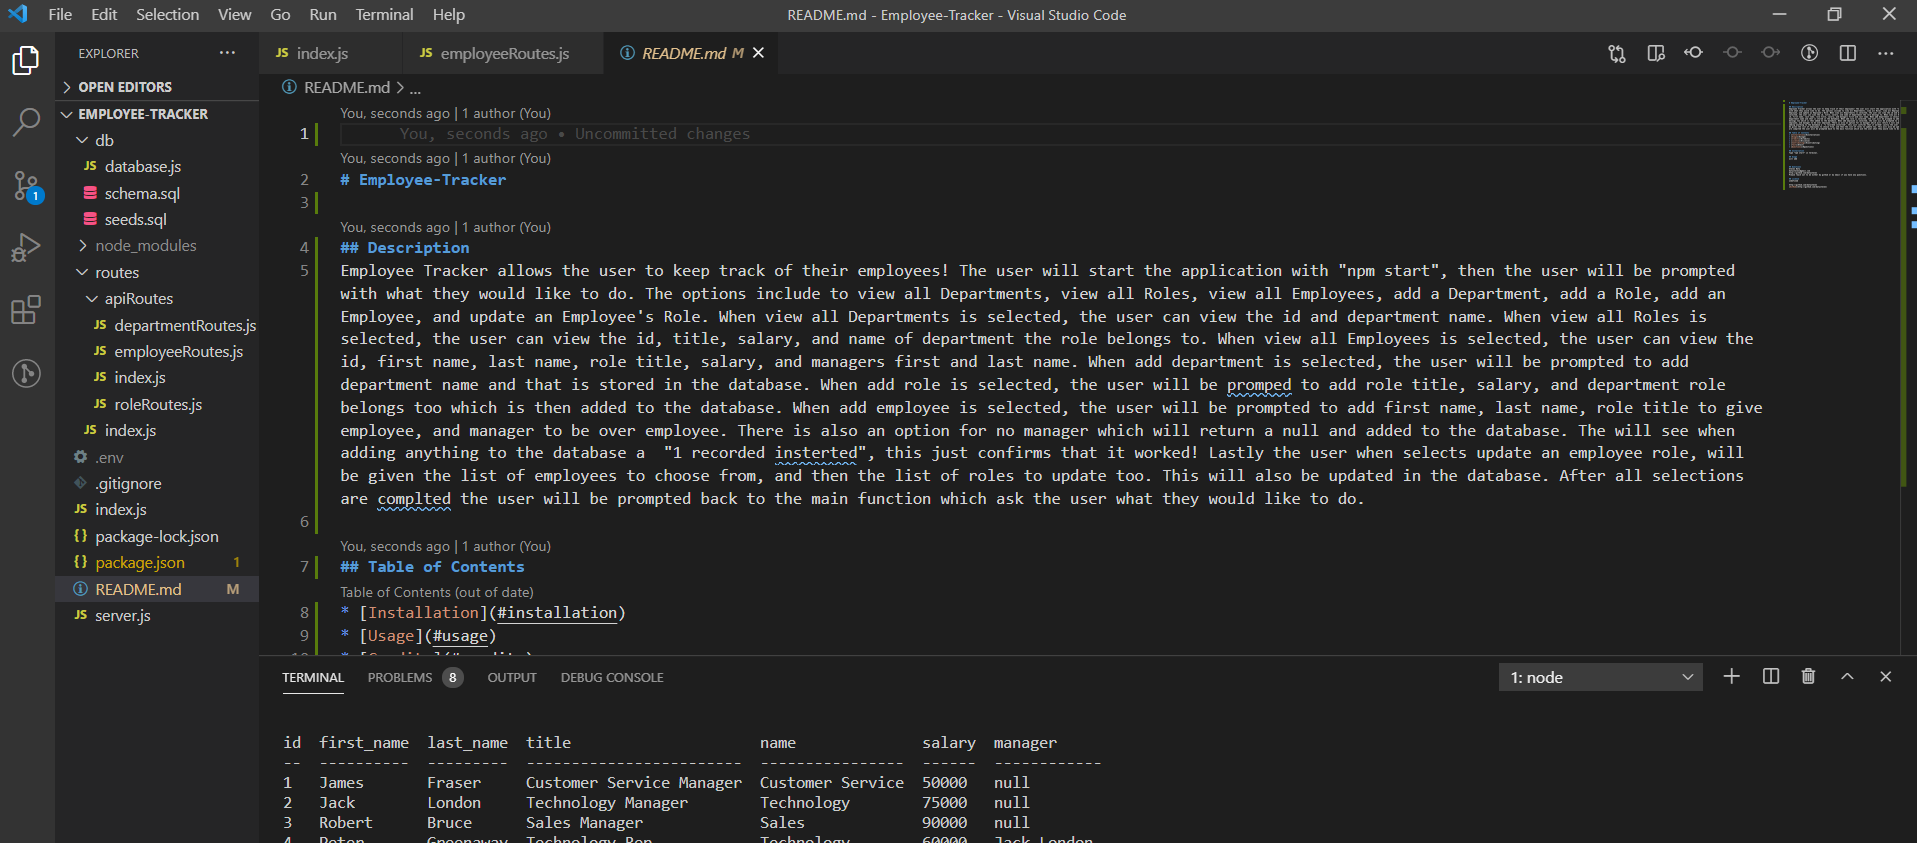 File Edit Selection View Go Run Terminal Help
README.md - Employee-Tracker - Visual Studio Code
EXPLORER
OPEN EDITORS
EMPLOYEE-TRACKER
db
JS database.js
schema.sql
seeds.sql
node_modules
routes
apiRoutes
JS departmentRoutes.js
JS employeeRoutes.js
JS index.js
JS roleRoutes.js
JS index.js
.env
.gitignore
JS index.js
{} package-lock.json
{} package.json 1
README.md M
JS server.js
1
JS index.js
JS employeeRoutes.js
README.md M
README.md > ...
You, seconds ago | 1 author (You)
1 You, seconds ago • Uncommitted changes
You, seconds ago | 1 author (You)
2 # Employee-Tracker
3
You, seconds ago | 1 author (You)
4 ## Description
5 Employee Tracker allows the user to keep track of their employees! The user will start the application with "npm start", then the user will be prompted
with what they would like to do. The options include to view all Departments, view all Roles, view all Employees, add a Department, add a Role, add an
Employee, and update an Employee's Role. When view all Departments is selected, the user can view the id and department name. When view all Roles is
selected, the user can view the id, title, salary, and name of department the role belongs to. When view all Employees is selected, the user can view the
id, first name, last name, role title, salary, and managers first and last name. When add department is selected, the user will be prompted to add
department name and that is stored in the database. When add role is selected, the user will be promped to add role title, salary, and department role
belongs too which is then added to the database. When add employee is selected, the user will be prompted to add first name, last name, role title to give
employee, and manager to be over employee. There is also an option for no manager which will return a null and added to the database. The will see when
adding anything to the database a  "1 recorded insterted", this just confirms that it worked! Lastly the user when selects update an employee role, will
be given the list of employees to choose from, and then the list of roles to update too. This will also be updated in the database. After all selections
are complted the user will be prompted back to the main function which ask the user what they would like to do.
6
You, seconds ago | 1 author (You)
7 ## Table of Contents
Table of Contents (out of date)
8 * [Installation](#installation)
9 * [Usage](#usage)
10 * [Credits](#credits)
TERMINAL PROBLEMS 8 OUTPUT DEBUG CONSOLE
1: node
id first_name last_name title name salary manager
-- ---------- --------- ------------------------ ---------------- ------ ------------
1 James Fraser Customer Service Manager Customer Service 50000 null
2 Jack London Technology Manager Technology 75000 null
3 Robert Bruce Sales Manager Sales 90000 null
4 Peter Greenaway Technology Rep Technology 60000 Jack London